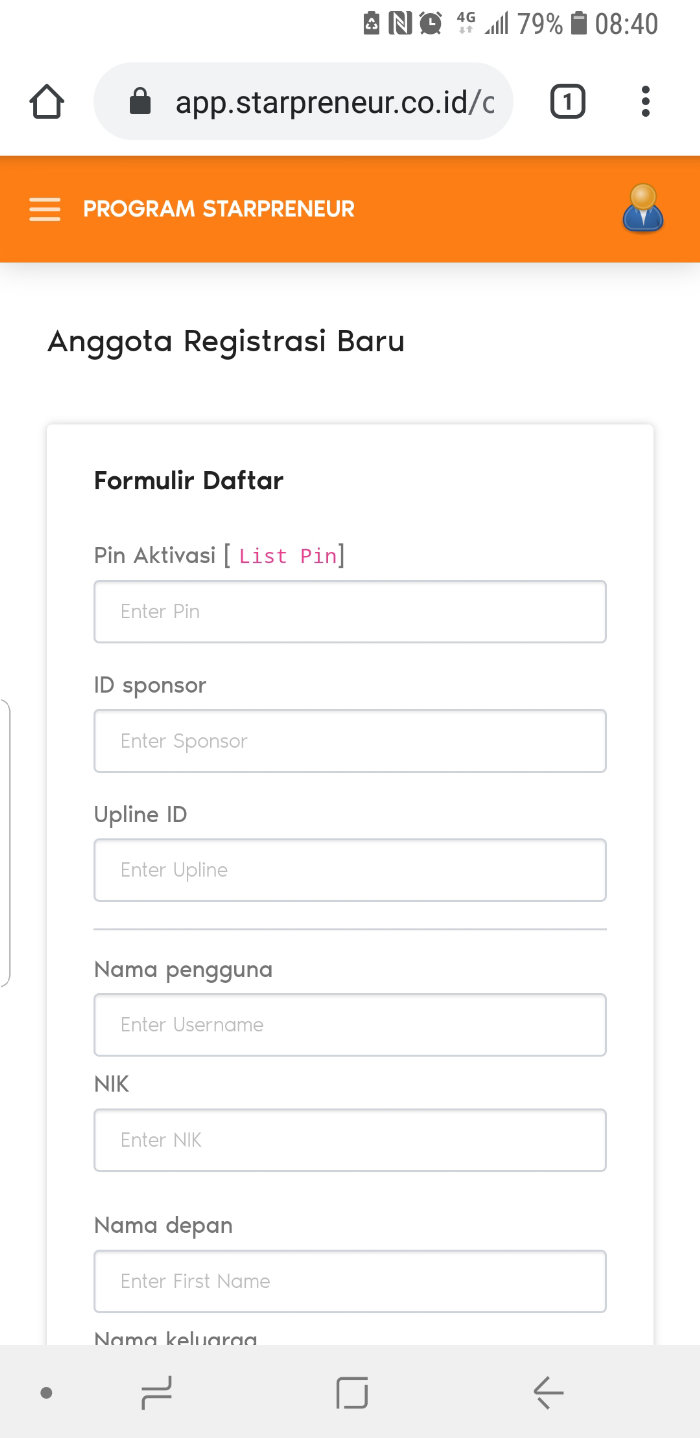 4G 79% 08:40
app.starpreneur.co.id/c
1
PROGRAM STARPRENEUR
Anggota Registrasi Baru
Formulir Daftar
Pin Aktivasi [ List Pin]
Enter Pin
ID sponsor
Enter Sponsor
Upline ID
Enter Upline
Nama pengguna
Enter Username
NIK
Enter NIK
Nama depan
Enter First Name
Nama keluarga